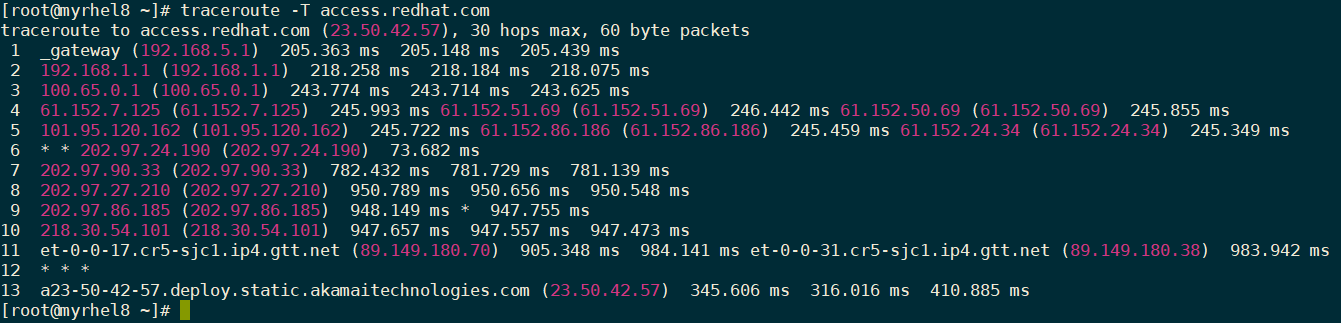 [root@myrhel8 ~]# traceroute -T access.redhat.com
traceroute to access.redhat.com (23.50.42.57), 30 hops max, 60 byte packets
 1  _gateway (192.168.5.1)  205.363 ms  205.148 ms  205.439 ms
 2  192.168.1.1 (192.168.1.1)  218.258 ms  218.184 ms  218.075 ms
 3  100.65.0.1 (100.65.0.1)  243.774 ms  243.714 ms  243.625 ms
 4  61.152.7.125 (61.152.7.125)  245.993 ms 61.152.51.69 (61.152.51.69)  246.442 ms 61.152.50.69 (61.152.50.69)  245.855 ms
 5  101.95.120.162 (101.95.120.162)  245.722 ms 61.152.86.186 (61.152.86.186)  245.459 ms 61.152.24.34 (61.152.24.34)  245.349 ms
 6  * * 202.97.24.190 (202.97.24.190)  73.682 ms
 7  202.97.90.33 (202.97.90.33)  782.432 ms  781.729 ms  781.139 ms
 8  202.97.27.210 (202.97.27.210)  950.789 ms  950.656 ms  950.548 ms
 9  202.97.86.185 (202.97.86.185)  948.149 ms *  947.755 ms
10  218.30.54.101 (218.30.54.101)  947.657 ms  947.557 ms  947.473 ms
11  et-0-0-17.cr5-sjc1.ip4.gtt.net (89.149.180.70)  905.348 ms  984.141 ms et-0-0-31.cr5-sjc1.ip4.gtt.net (89.149.180.38)  983.942 ms
12  * * *
13  a23-50-42-57.deploy.static.akamaitechnologies.com (23.50.42.57)  345.606 ms  316.016 ms  410.885 ms
[root@myrhel8 ~]#